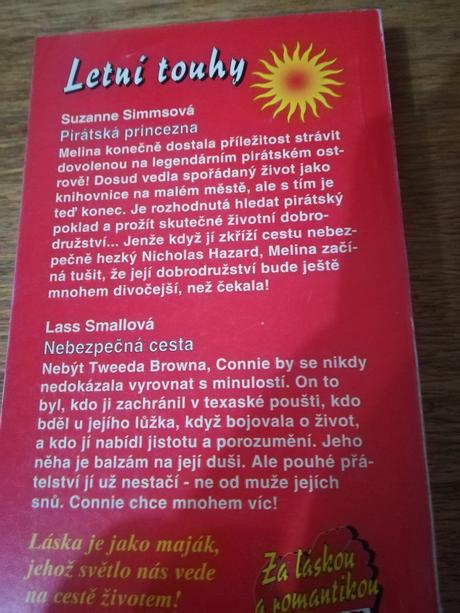 Letní touhy
Suzanne Simmsová
Pirátská princezna
Melina konečně dostala příležitost strávit
dovolenou na legendárním pirátském ost-
rově! Dosud vedla spořádaný život jako
knihovnice na malém městě, ale s tím je
teď konec. Je rozhodnutá hledat pirátský
poklad a prožít skutečné životní dobro-
družství... Jenže když jí zkříží cestu nebez-
pečně hezký Nicholas Hazard, Melina začí-
ná tušit, že její dobrodružství bude ještě
mnohem divočejší, než čekala!
Lass Smallová
Nebezpečná cesta
Nebýt Tweeda Browna, Connie by se nikdy
nedokázala vyrovnat s minulostí. On to
byl, kdo ji zachránil v texaské poušti, kdo
bděl u jejího lůžka, když bojovala o život,
a kdo jí nabídl jistotu a porozumění. Jeho
něha je balzám na její duši. Ale pouhé přá-
telství jí už nestačí - ne od muže jejích
snů. Connie chce mnohem víc!
Láska je jako maják,
jehož světlo nás vede
na cestě životem!
Za láskou
a romantikou